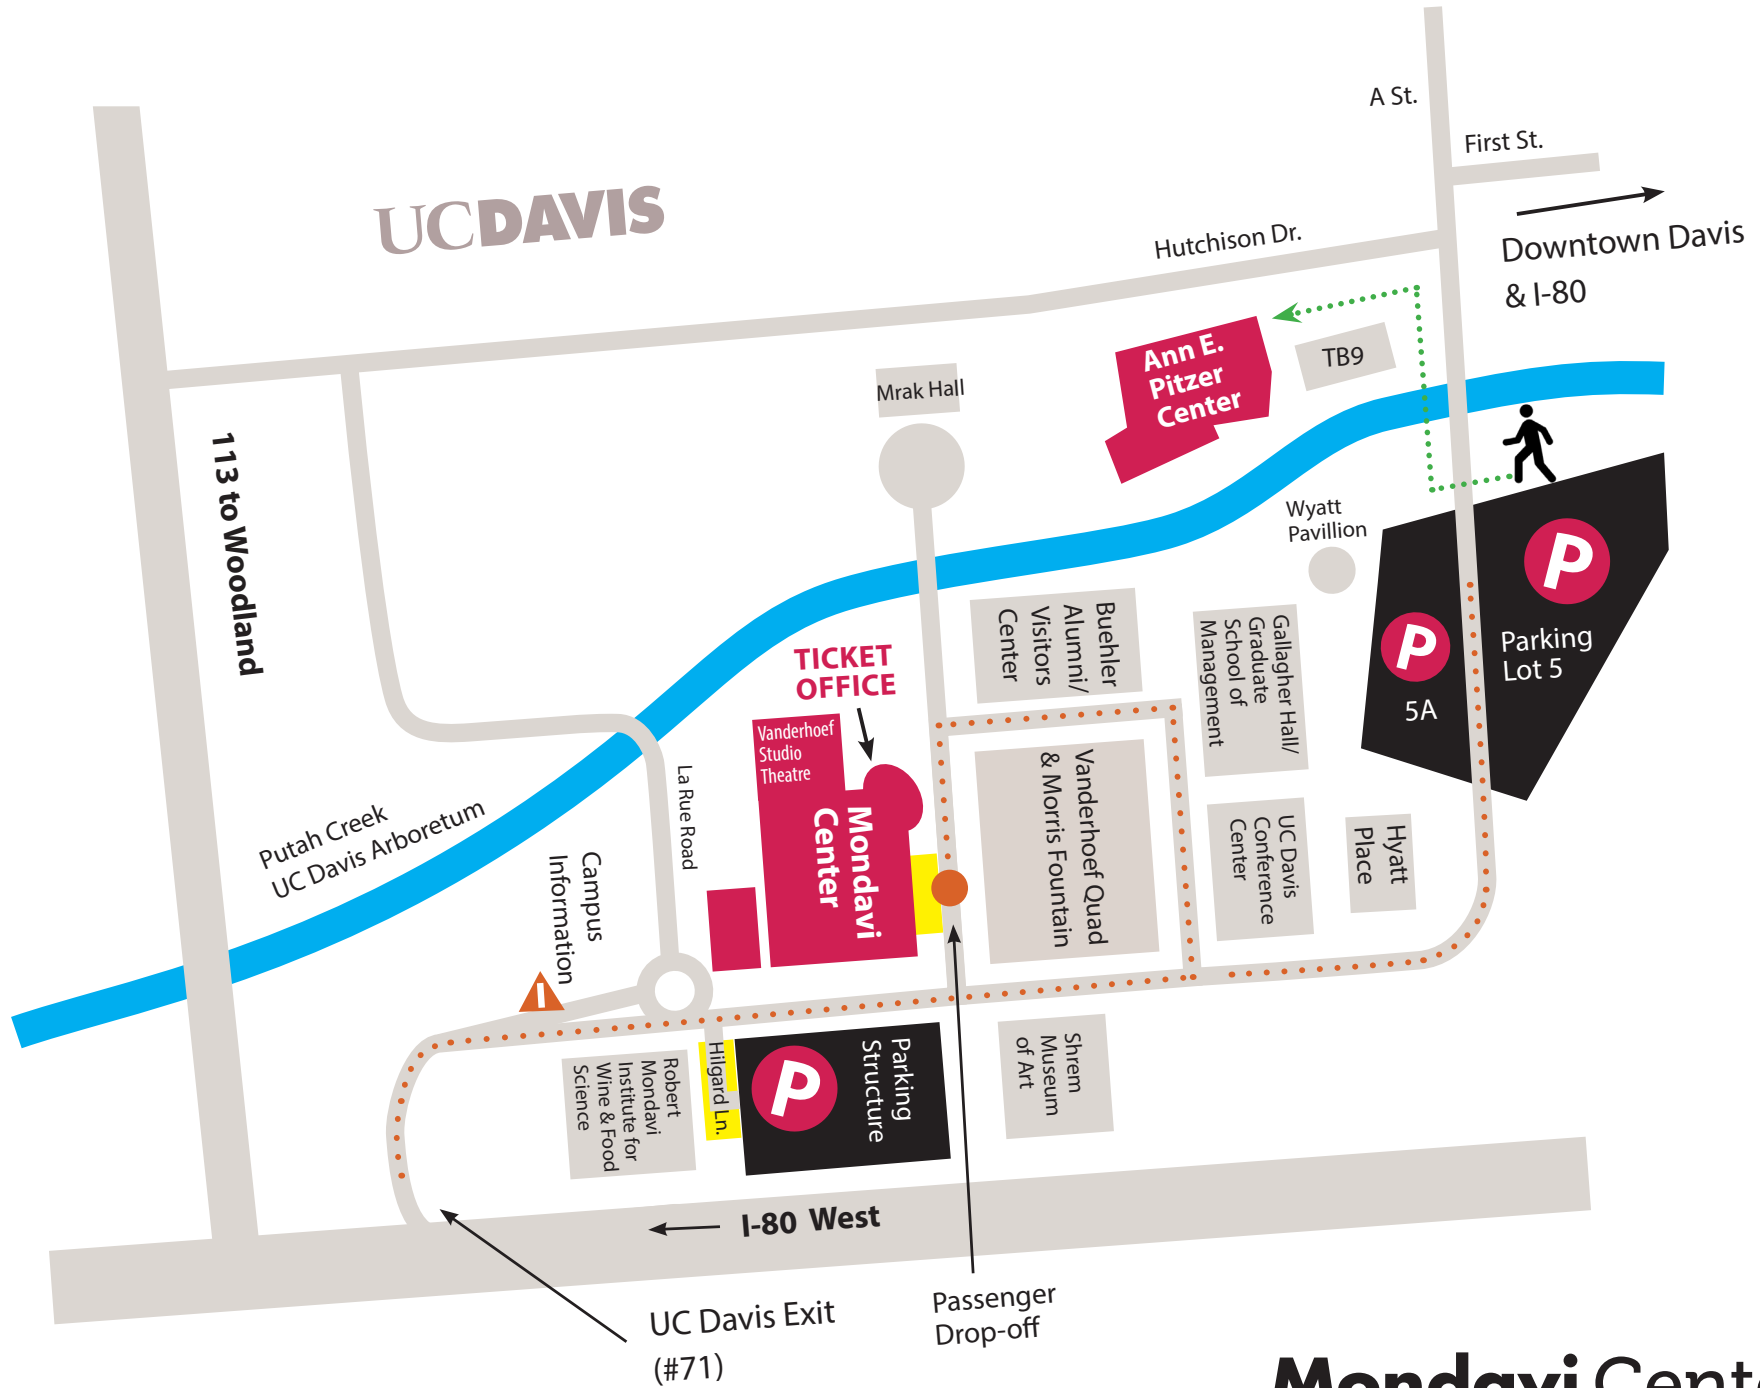 A St.
First St.
UCDAVIS
Hutchison Dr.
Downtown Davis
& I-80
Ann E.
Pitzer
Center
TB9
Mrak Hall
113 to Woodland
Wyatt
Pavillion
P
Parking
Lot 5
P
5A
Buehler
Alumni/
Visitors
Center
Gallagher Hall/
Graduate
School of
Management
TICKET
OFFICE
Vanderhoef
Studio
Theatre
Mondavi
Center
La Rue Road
Vanderhoef Quad
& Morris Fountain
UC Davis
Conference
Center
Hyatt
Place
Putah Creek
UC Davis Arboretum
Campus
Information
I
Robert
Mondavi
Institute for
Wine & Food
Science
Hilgard Ln.
P
Parking
Structure
Shrem
Museum
of Art
I-80 West
UC Davis Exit
(#71)
Passenger
Drop-off
Mondavi Cent